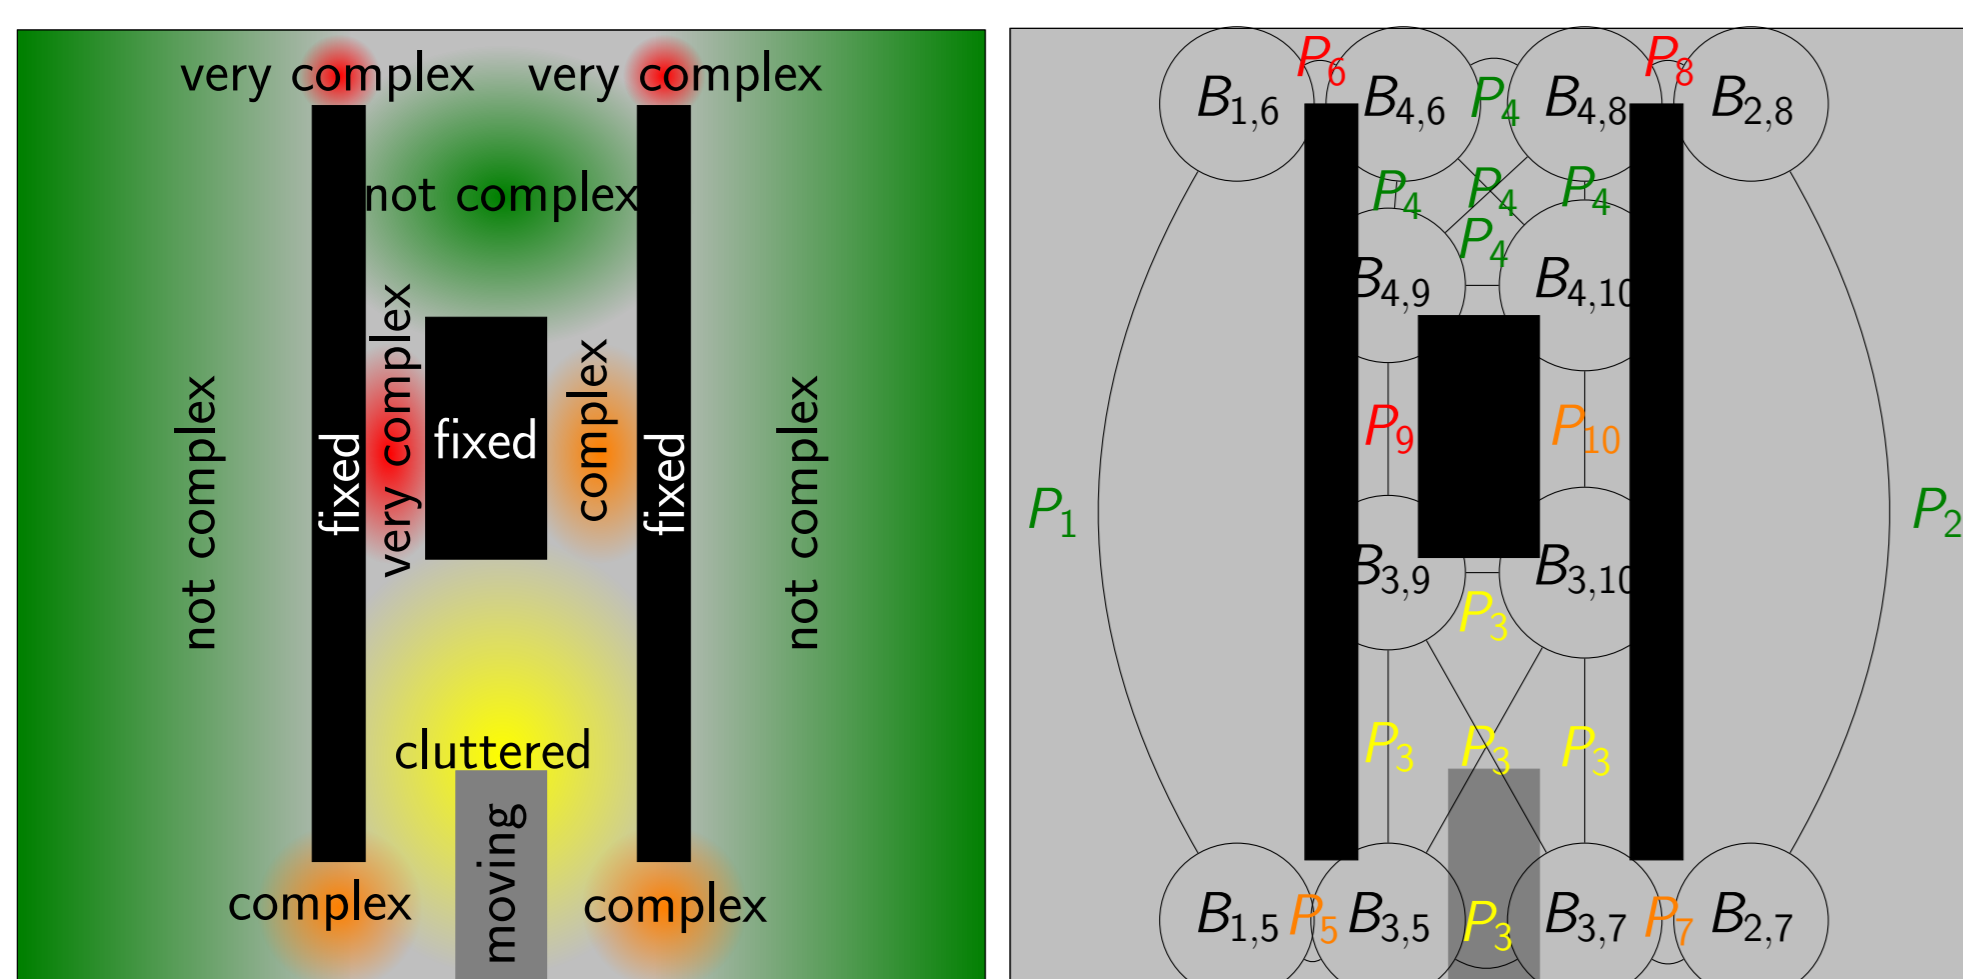 very complex
very complex
not complex
very complex
complex
fixed
fixed
fixed
not complex
not complex
cluttered
moving
complex
complex
P6
P8
B1,6
B4,6
P4
B4,8
B2,8
P4
P4
P4
P4
B4,9
B4,10
P9
P10
P1
P2
B3,9
B3,10
P3
P3
P3
P3
B1,5
P5
B3,5
P3
B3,7
P7
B2,7